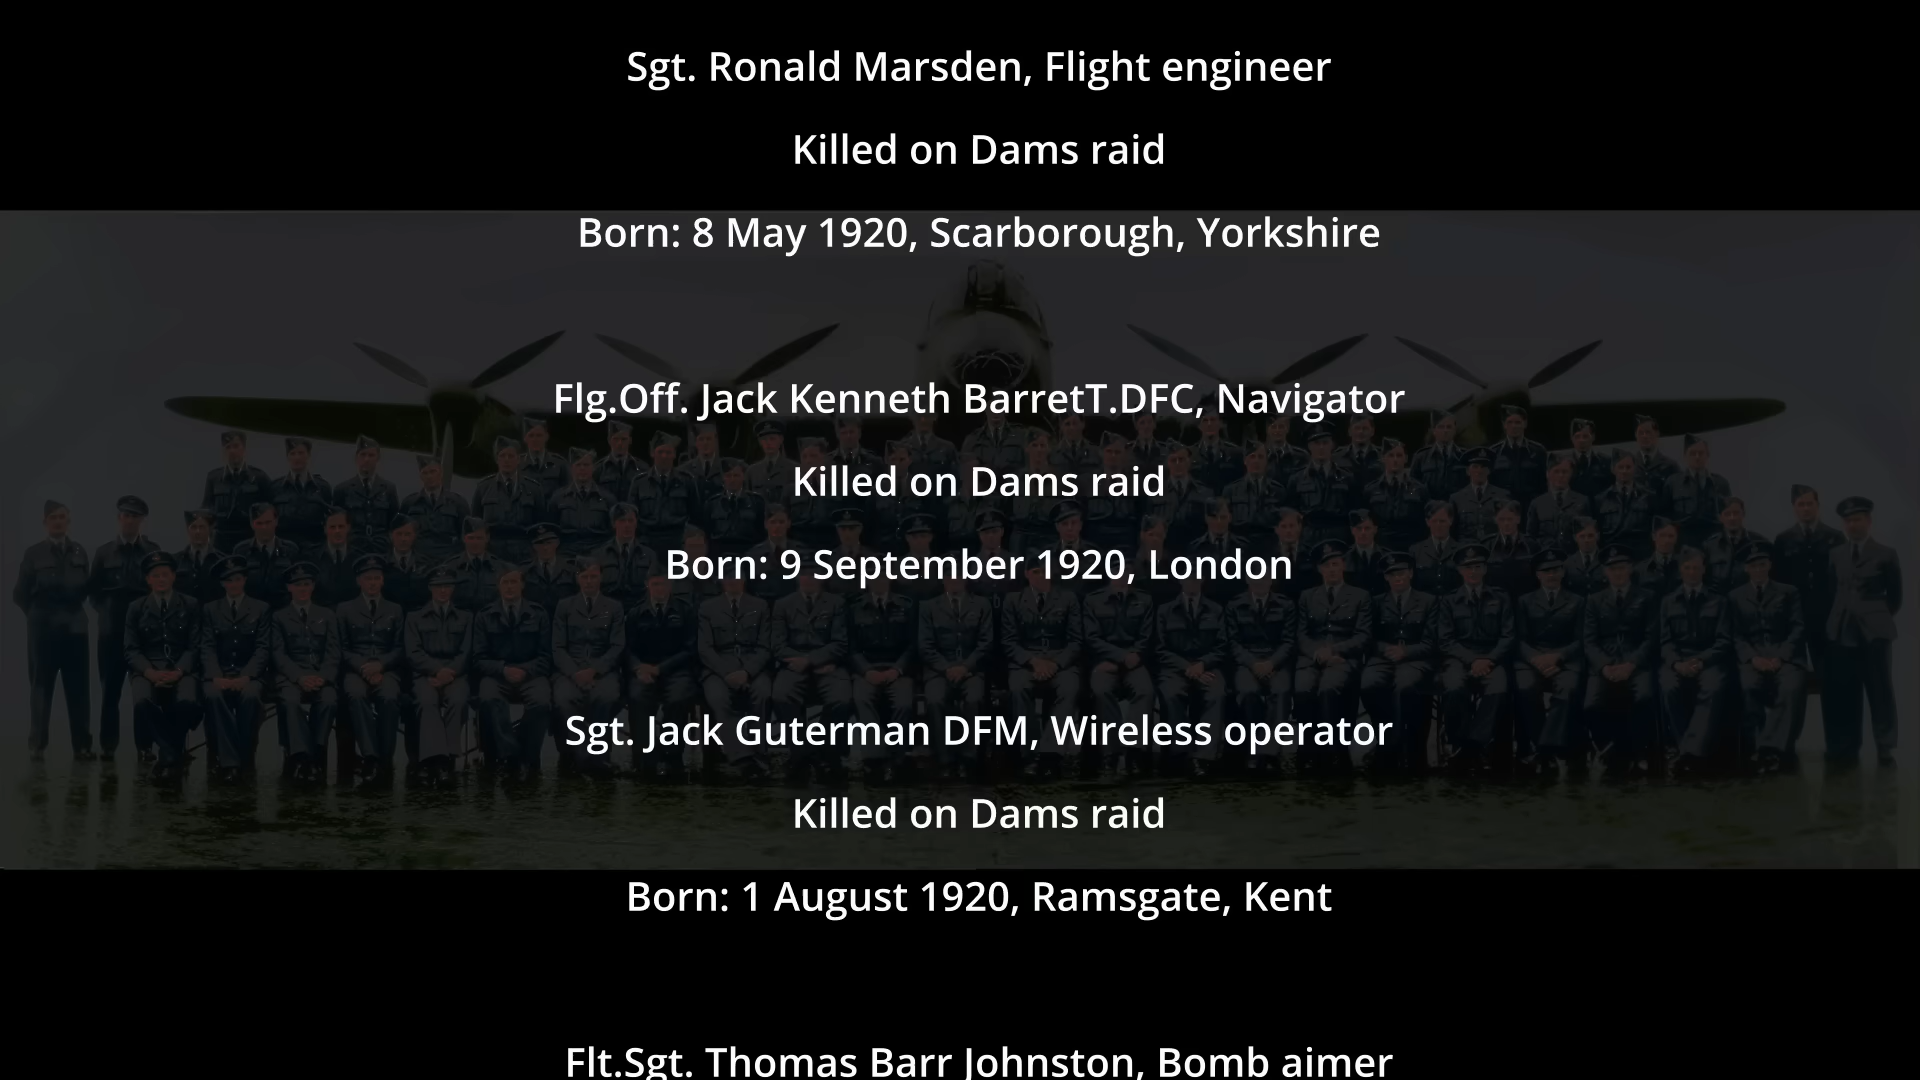 Sgt. Ronald Marsden, Flight engineer
Killed on Dams raid
Born: 8 May 1920, Scarborough, Yorkshire
Flg.Off. Jack Kenneth BarretT.DFC, Navigator
Killed on Dams raid
Born: 9 September 1920, London
Sgt. Jack Guterman DFM, Wireless operator
Killed on Dams raid
Born: 1 August 1920, Ramsgate, Kent
Flt.Sgt. Thomas Barr Johnston, Bomb aimer